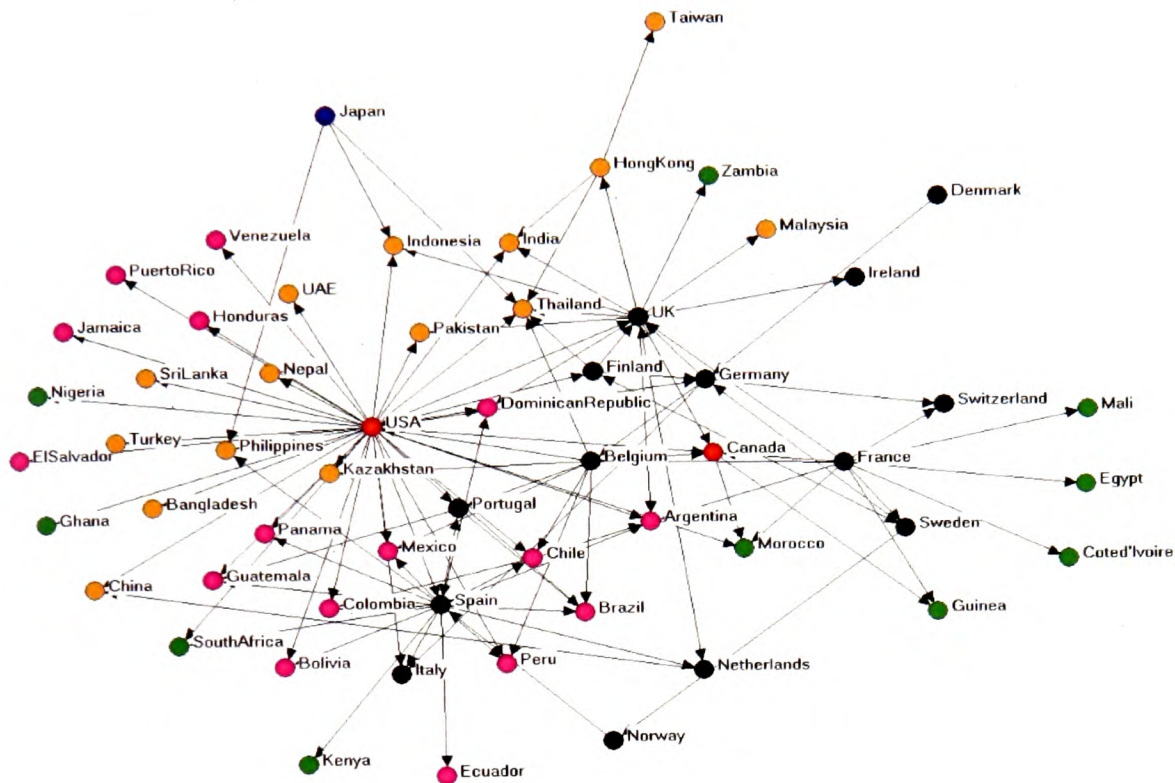 Taiwan
Japan
HongKong
Zambia
Denmark
Malaysia
Venezuela
Indonesia
India
Ireland
PuertoRico
UAE
Thailand
UK
Honduras
Pakistan
Jamaica
Finland
Germany
SriLanka
Nepal
Nigeria
DominicanRepublic
Switzerland
Mali
USA
Turkey
Philippines
Canada
ElSalvador
Belgium
France
Kazakhstan
Egypt
Bangladesh
Portugal
Ghana
Argentina
Sweden
Panama
Mexico
Chile
Morocco
Coted'Ivoire
Guatemala
China
Colombia
Spain
Brazil
Guinea
SouthAfrica
Bolivia
Italy
Peru
Netherlands
Norway
Kenya
Ecuador